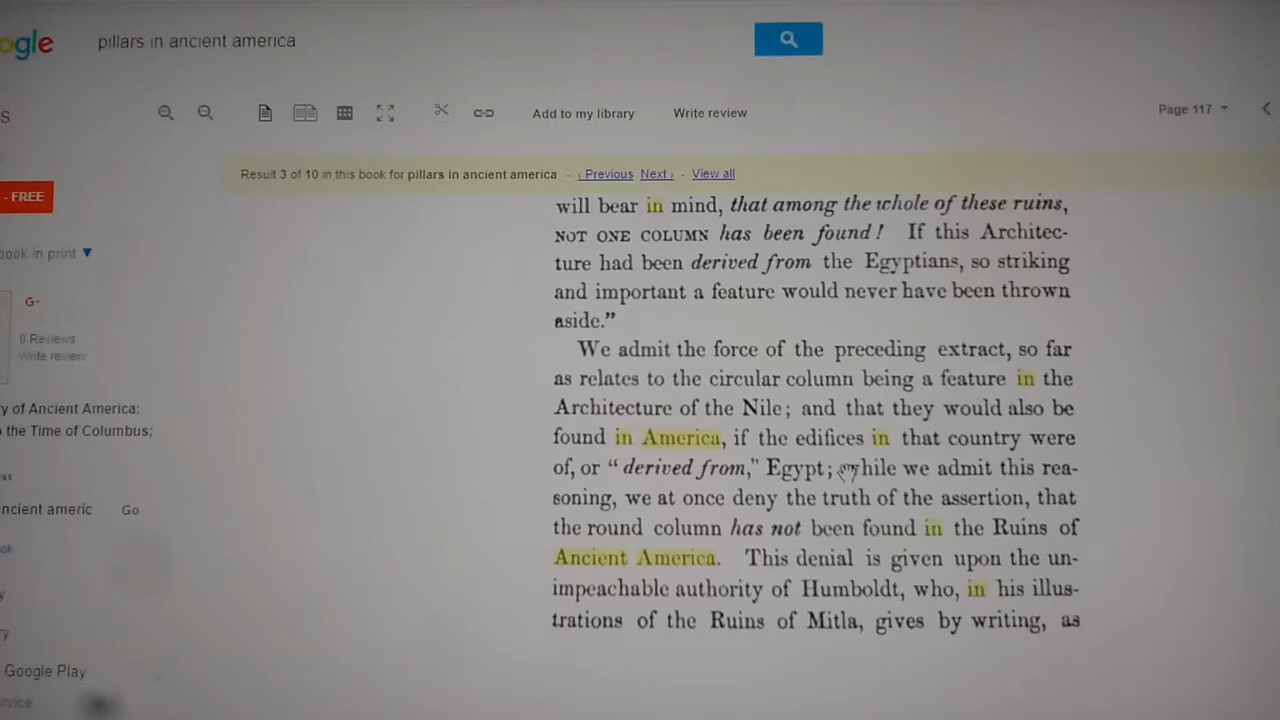 ogle
pillars in ancient america
S
Add to my library
Write review
Page 117
- FREE
Result 3 of 10 in this book for pillars in ancient america - ‹ Previous Next › - View all
book in print ▼
G-
0 Reviews
Write review
ry of Ancient America:
o the Time of Columbus;
es
ncient americ Go
ok
y
ry
Google Play
rvice
will bear in mind, that among the whole of these ruins,
NOT ONE COLUMN has been found! If this Architec-
ture had been derived from the Egyptians, so striking
and important a feature would never have been thrown
aside.”
We admit the force of the preceding extract, so far
as relates to the circular column being a feature in the
Architecture of the Nile; and that they would also be
found in America, if the edifices in that country were
of, or “derived from,” Egypt; while we admit this rea-
soning, we at once deny the truth of the assertion, that
the round column has not been found in the Ruins of
Ancient America. This denial is given upon the un-
impeachable authority of Humboldt, who, in his illus-
trations of the Ruins of Mitla, gives by writing, as